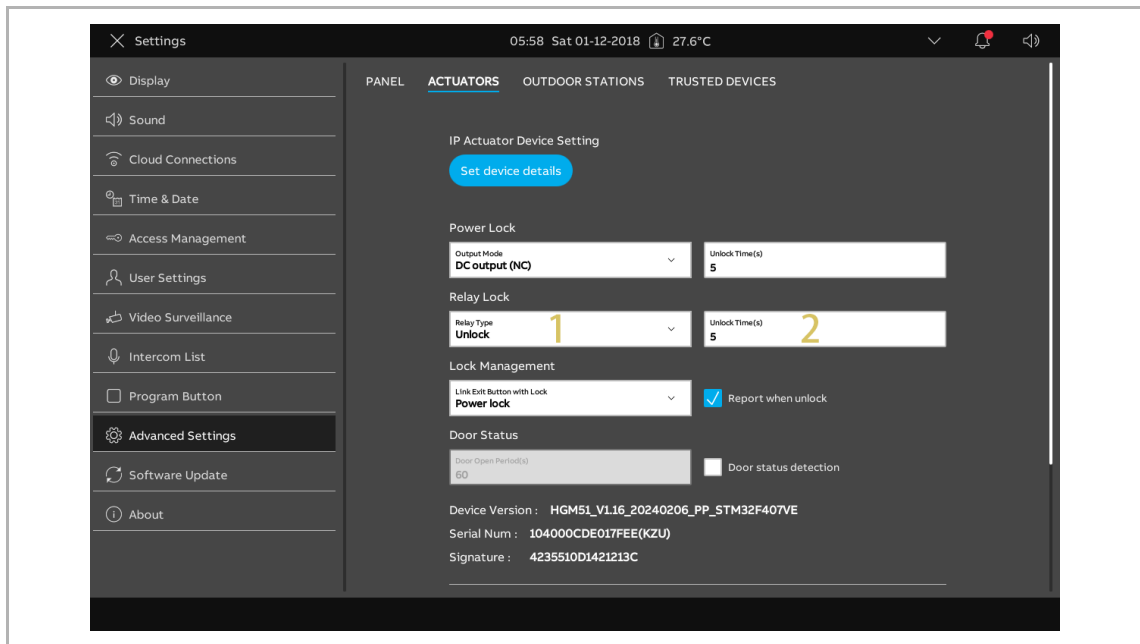 Settings
05:58 Sat 01-12-2018 27.6°C
Display
Sound
Cloud Connections
Time & Date
Access Management
User Settings
Video Surveillance
Intercom List
Program Button
Advanced Settings
Software Update
About
PANEL ACTUATORS OUTDOOR STATIONS TRUSTED DEVICES
IP Actuator Device Setting
Set device details
Power Lock
Output Mode
DC output (NC)
Unlock Time(s)
5
Relay Lock
Relay Type
Unlock
1
Unlock Time(s)
5
2
Lock Management
Link Exit Button with Lock
Power lock
Report when unlock
Door Status
Door Open Period(s)
60
Door status detection
Device Version : HGM51_V1.16_20240206_PP_STM32F407VE
Serial Num : 104000CDE017FEE(KZU)
Signature : 4235510D1421213C